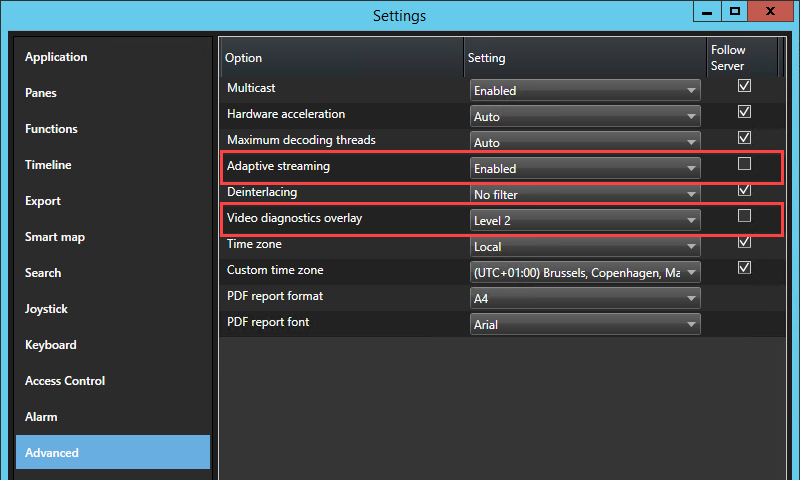 Settings
X
Application
Panes
Functions
Timeline
Export
Smart map
Search
Joystick
Keyboard
Access Control
Alarm
Advanced
Option Setting Follow
Server
Multicast Enabled
Hardware acceleration Auto
Maximum decoding threads Auto
Adaptive streaming Enabled
Deinterlacing No filter
Video diagnostics overlay Level 2
Time zone Local
Custom time zone (UTC+01:00) Brussels, Copenhagen, Ma
PDF report format A4
PDF report font Arial